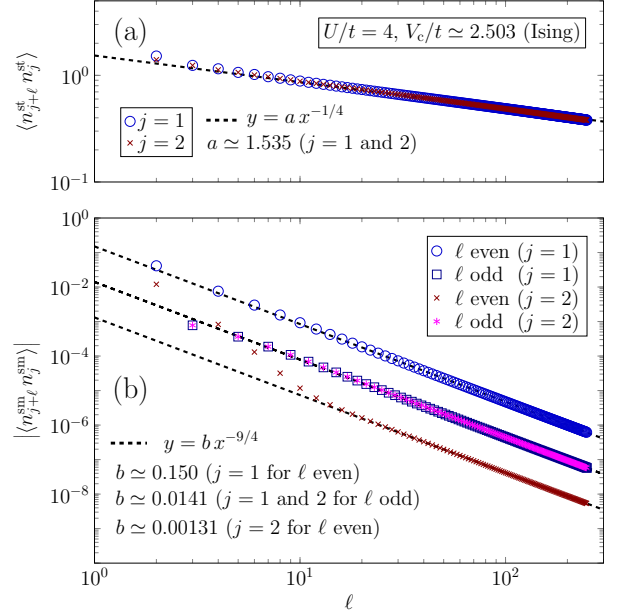 (a)
U/t = 4, V_c/t ≃ 2.503 (Ising)
⟨n^st_{j+ℓ} n^st_j⟩
10^0
10^{-1}
j = 1
j = 2
y = a x^{-1/4}
a ≃ 1.535 (j = 1 and 2)
10^0
10^{-2}
10^{-4}
10^{-6}
10^{-8}
|⟨n^sm_{j+ℓ} n^sm_j⟩|
ℓ even (j = 1)
ℓ odd (j = 1)
ℓ even (j = 2)
ℓ odd (j = 2)
(b)
y = b x^{-9/4}
b ≃ 0.150 (j = 1 for ℓ even)
b ≃ 0.0141 (j = 1 and 2 for ℓ odd)
b ≃ 0.00131 (j = 2 for ℓ even)
10^0
10^1
10^2
ℓ